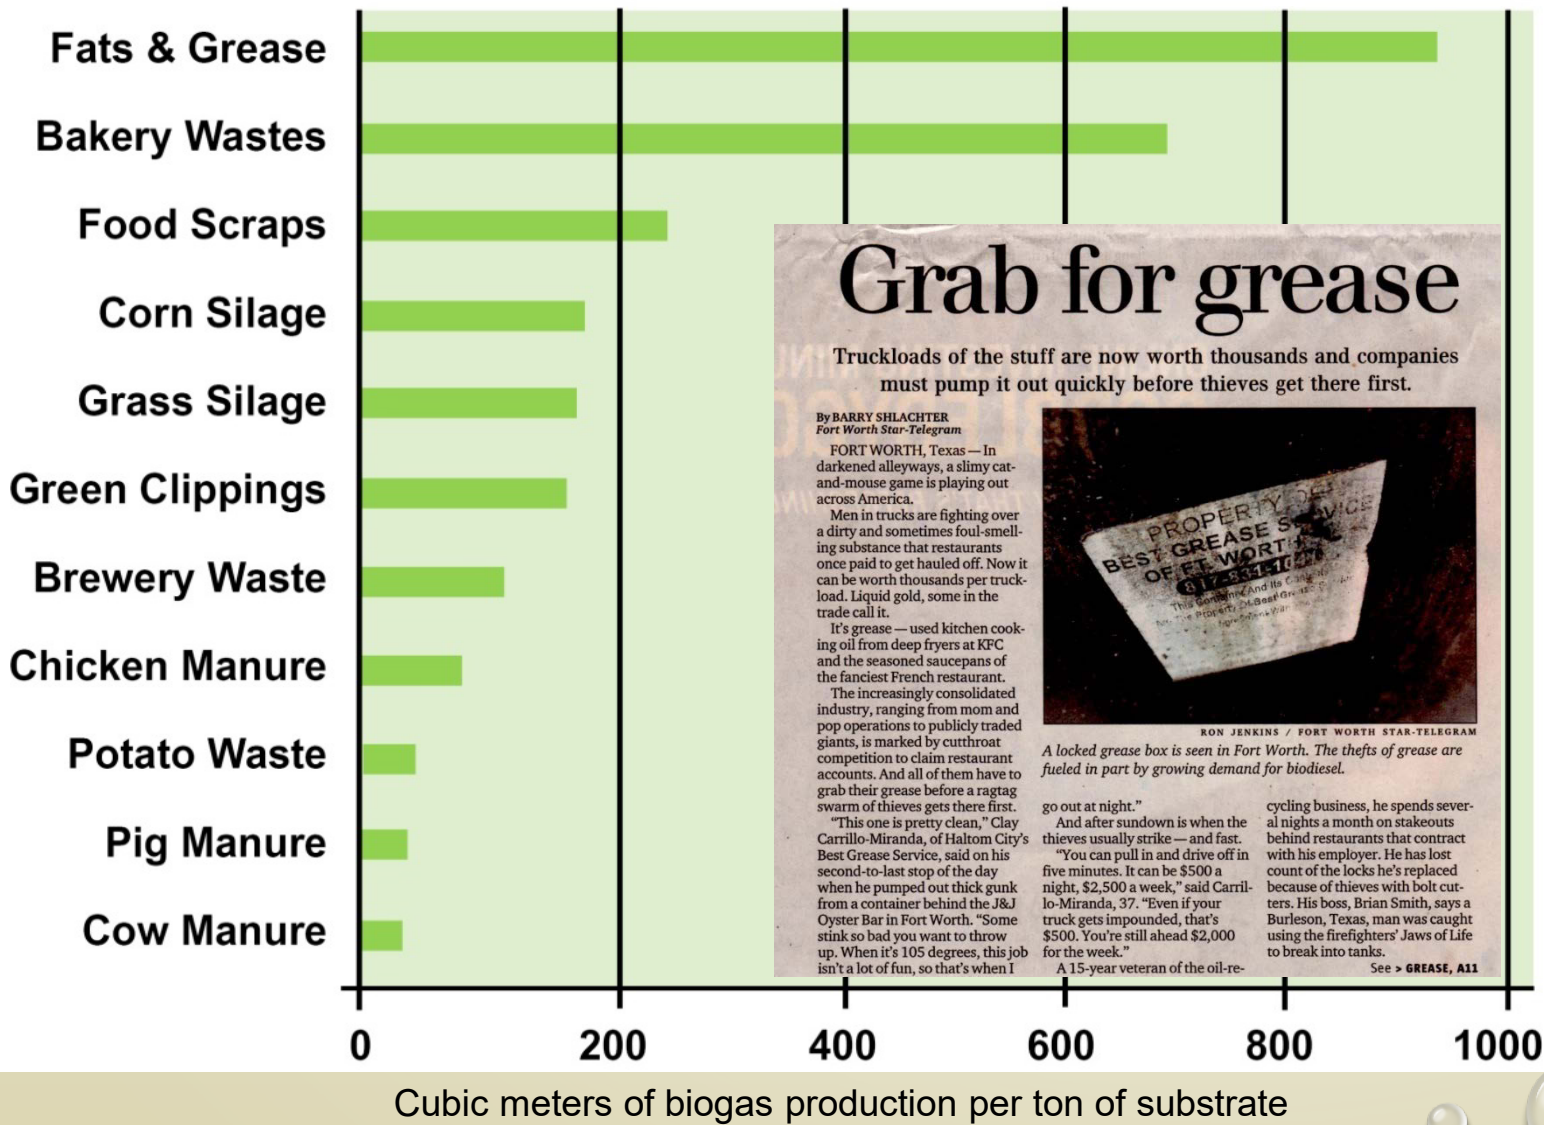 Fats & Grease
Bakery Wastes
Food Scraps
Corn Silage
Grass Silage
Green Clippings
Brewery Waste
Chicken Manure
Potato Waste
Pig Manure
Cow Manure
0 200 400 600 800 1000
Cubic meters of biogas production per ton of substrate
Grab for grease
Truckloads of the stuff are now worth thousands and companies
must pump it out quickly before thieves get there first.
By BARRY SHLACHTER
Fort Worth Star-Telegram
FORT WORTH, Texas — In
darkened alleyways, a slimy cat-
and-mouse game is playing out
across America.
Men in trucks are fighting over
a dirty and sometimes foul-smell-
ing substance that restaurants
once paid to get hauled off. Now it
can be worth thousands per truck-
load. Liquid gold, some in the
trade call it.
It's grease — used kitchen cook-
ing oil from deep fryers at KFC
and the seasoned saucepans of
the fanciest French restaurant.
The increasingly consolidated
industry, ranging from mom and
pop operations to publicly traded
giants, is marked by cutthroat
competition to claim restaurant
accounts. And all of them have to
grab their grease before a ragtag
swarm of thieves gets there first.
"This one is pretty clean," Clay
Carrillo-Miranda, of Haltom City's
Best Grease Service, said on his
second-to-last stop of the day
when he pumped out thick gunk
from a container behind the J&J
Oyster Bar in Fort Worth. "Some
stink so bad you want to throw
up. When it's 105 degrees, this job
isn't a lot of fun, so that's when I
PROPERTY OF
BEST GREASE SERVICE
OF FT. WORTH
RON JENKINS / FORT WORTH STAR-TELEGRAM
A locked grease box is seen in Fort Worth. The thefts of grease are
fueled in part by growing demand for biodiesel.
go out at night."
And after sundown is when the
thieves usually strike — and fast.
"You can pull in and drive off in
five minutes. It can be $500 a
night, $2,500 a week," said Carril-
lo-Miranda, 37. "Even if your
truck gets impounded, that's
$500. You're still ahead $2,000
for the week."
A 15-year veteran of the oil-re-
cycling business, he spends sever-
al nights a month on stakeouts
behind restaurants that contract
with his employer. He has lost
count of the locks he's replaced
because of thieves with bolt cut-
ters. His boss, Brian Smith, says a
Burleson, Texas, man was caught
using the firefighters' Jaws of Life
to break into tanks.
See > GREASE, A11